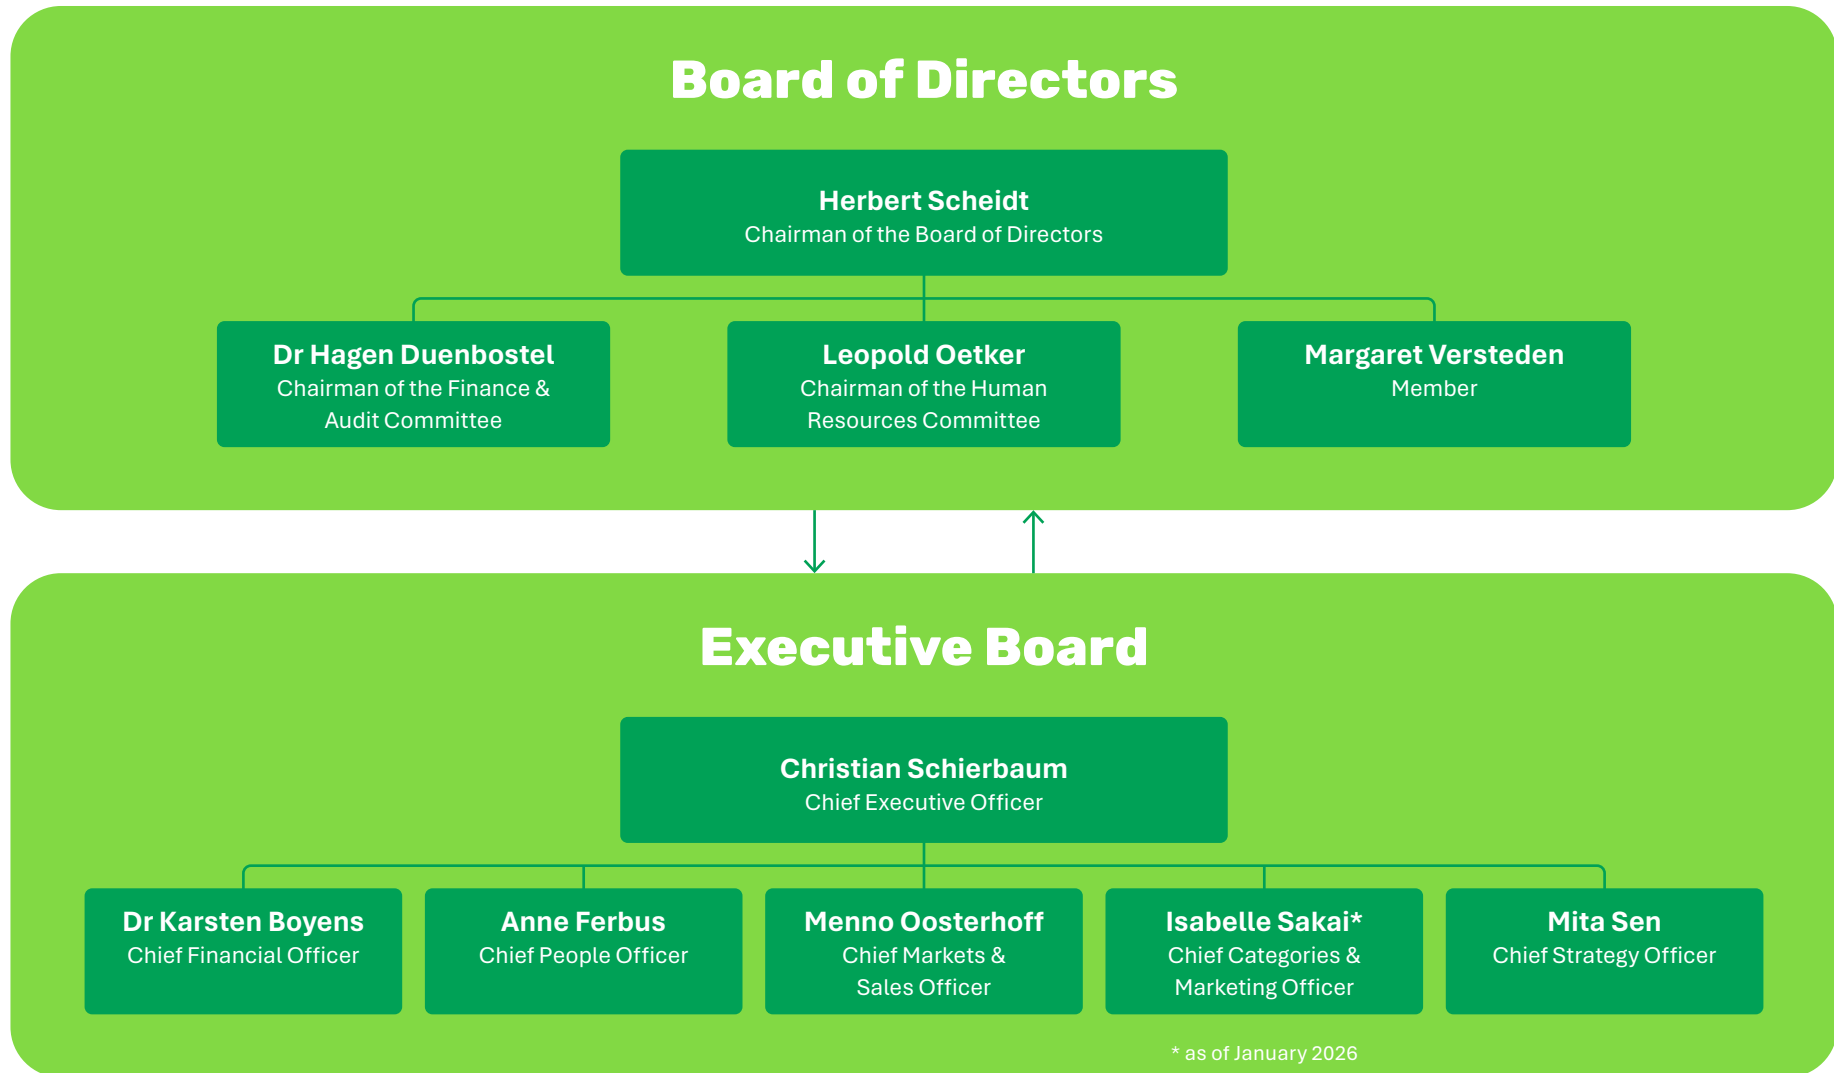 Board of Directors
Herbert Scheidt
Chairman of the Board of Directors
Dr Hagen Duenbostel
Chairman of the Finance &
Audit Committee
Leopold Oetker
Chairman of the Human
Resources Committee
Margaret Versteden
Member
Executive Board
Christian Schierbaum
Chief Executive Officer
Dr Karsten Boyens
Chief Financial Officer
Anne Ferbus
Chief People Officer
Menno Oosterhoff
Chief Markets &
Sales Officer
Isabelle Sakai*
Chief Categories &
Marketing Officer
Mita Sen
Chief Strategy Officer
* as of January 2026